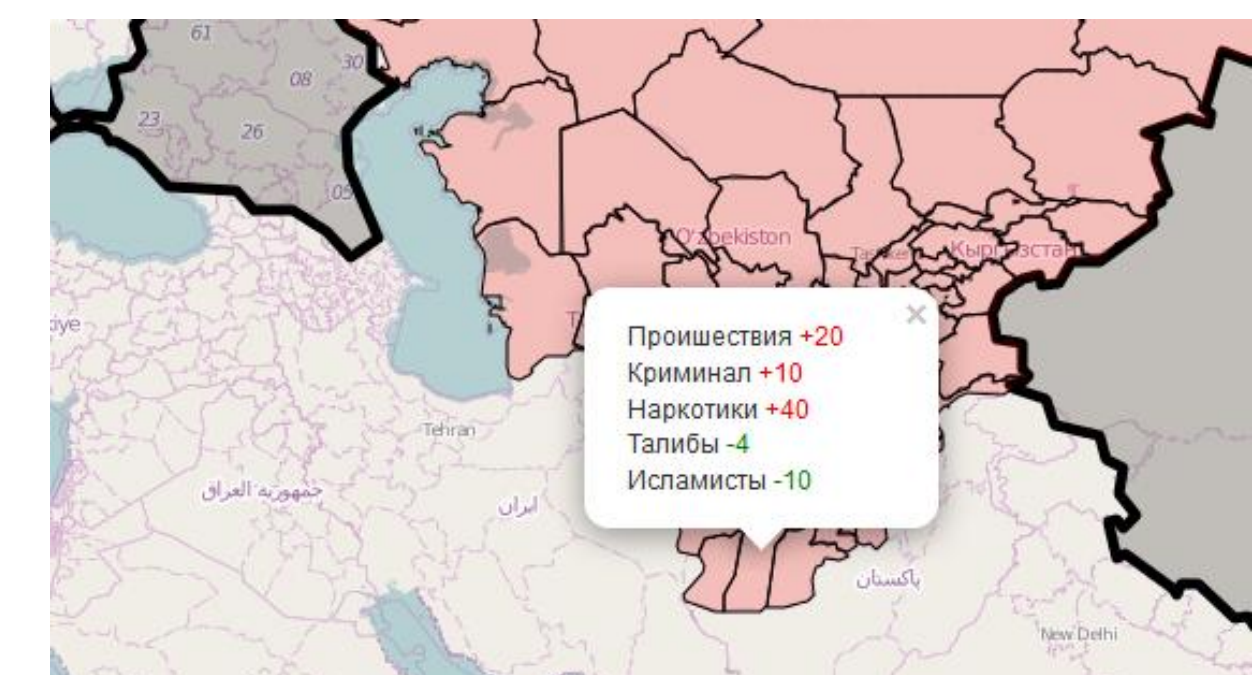 61
30
08
23
26
05
O'zbekiston
Кыргызстан
Проишествия +20
Криминал +10
Наркотики +40
Талибы -4
Исламисты -10
Tehran
جمهورية العراق
ایران
پاکستان
New Delhi